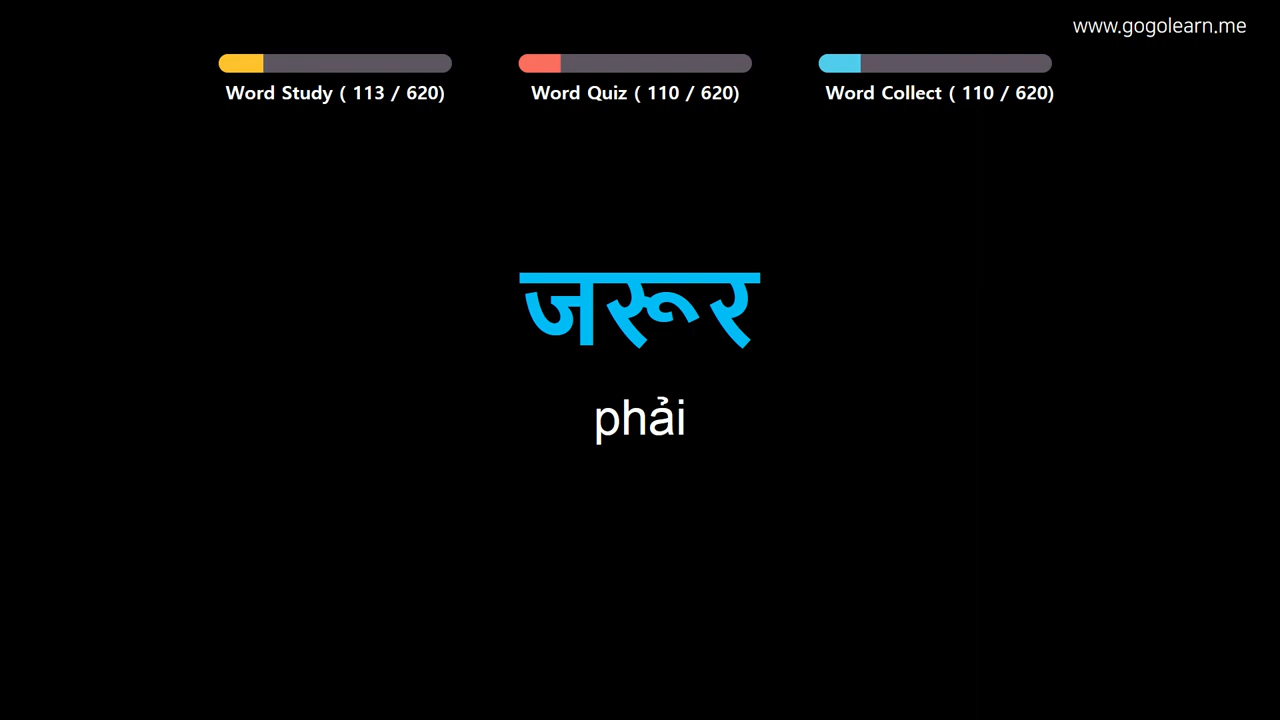 www.gogolearn.me
Word Study ( 113 / 620)
Word Quiz ( 110 / 620)
Word Collect ( 110 / 620)
जरूर
phải